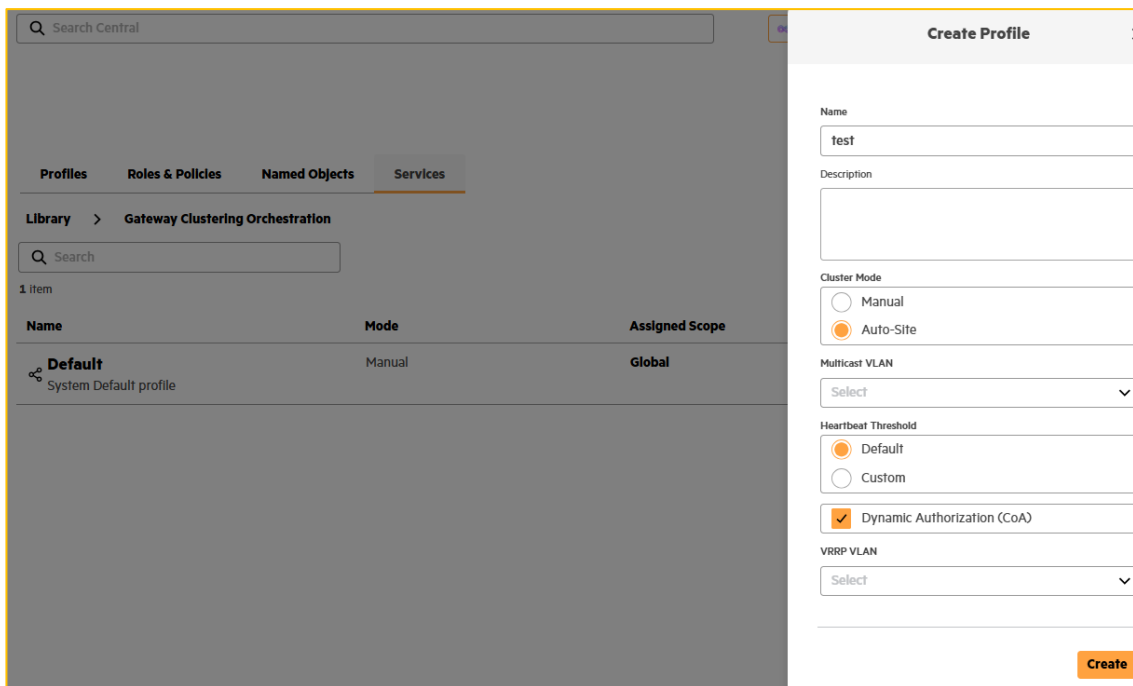 Search Central
Create Profile
Name
test
Description
Profiles Roles & Policies Named Objects Services
Library > Gateway Clustering Orchestration
Search
1 item
Name Mode Assigned Scope
Default Manual Global
System Default profile
Cluster Mode
Manual
Auto-Site
Multicast VLAN
Select
Heartbeat Threshold
Default
Custom
Dynamic Authorization (CoA)
VRRP VLAN
Select
Create